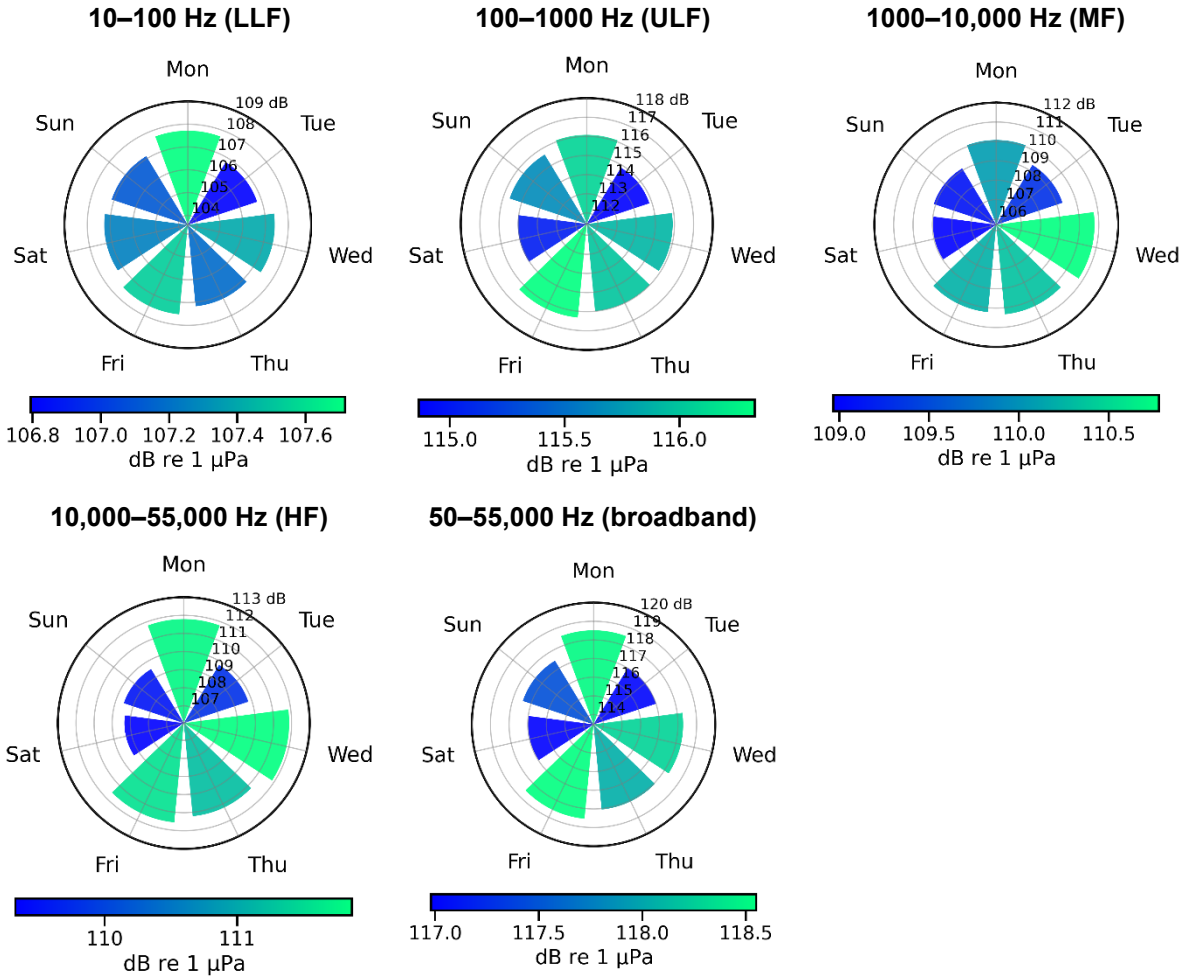 10–100 Hz (LLF)
Mon
109 dB
108
107
106
105
104
Tue
Wed
Thu
Fri
Sat
Sun
106.8 107.0 107.2 107.4 107.6
dB re 1 µPa
100–1000 Hz (ULF)
Mon
118 dB
117
116
115
114
113
112
Tue
Wed
Thu
Fri
Sat
Sun
115.0 115.5 116.0
dB re 1 µPa
1000–10,000 Hz (MF)
Mon
112 dB
111
110
109
108
107
106
Tue
Wed
Thu
Fri
Sat
Sun
109.0 109.5 110.0 110.5
dB re 1 µPa
10,000–55,000 Hz (HF)
Mon
113 dB
112
111
110
109
108
107
Tue
Wed
Thu
Fri
Sat
Sun
110 111
dB re 1 µPa
50–55,000 Hz (broadband)
Mon
120 dB
119
118
117
116
115
114
Tue
Wed
Thu
Fri
Sat
Sun
117.0 117.5 118.0 118.5
dB re 1 µPa